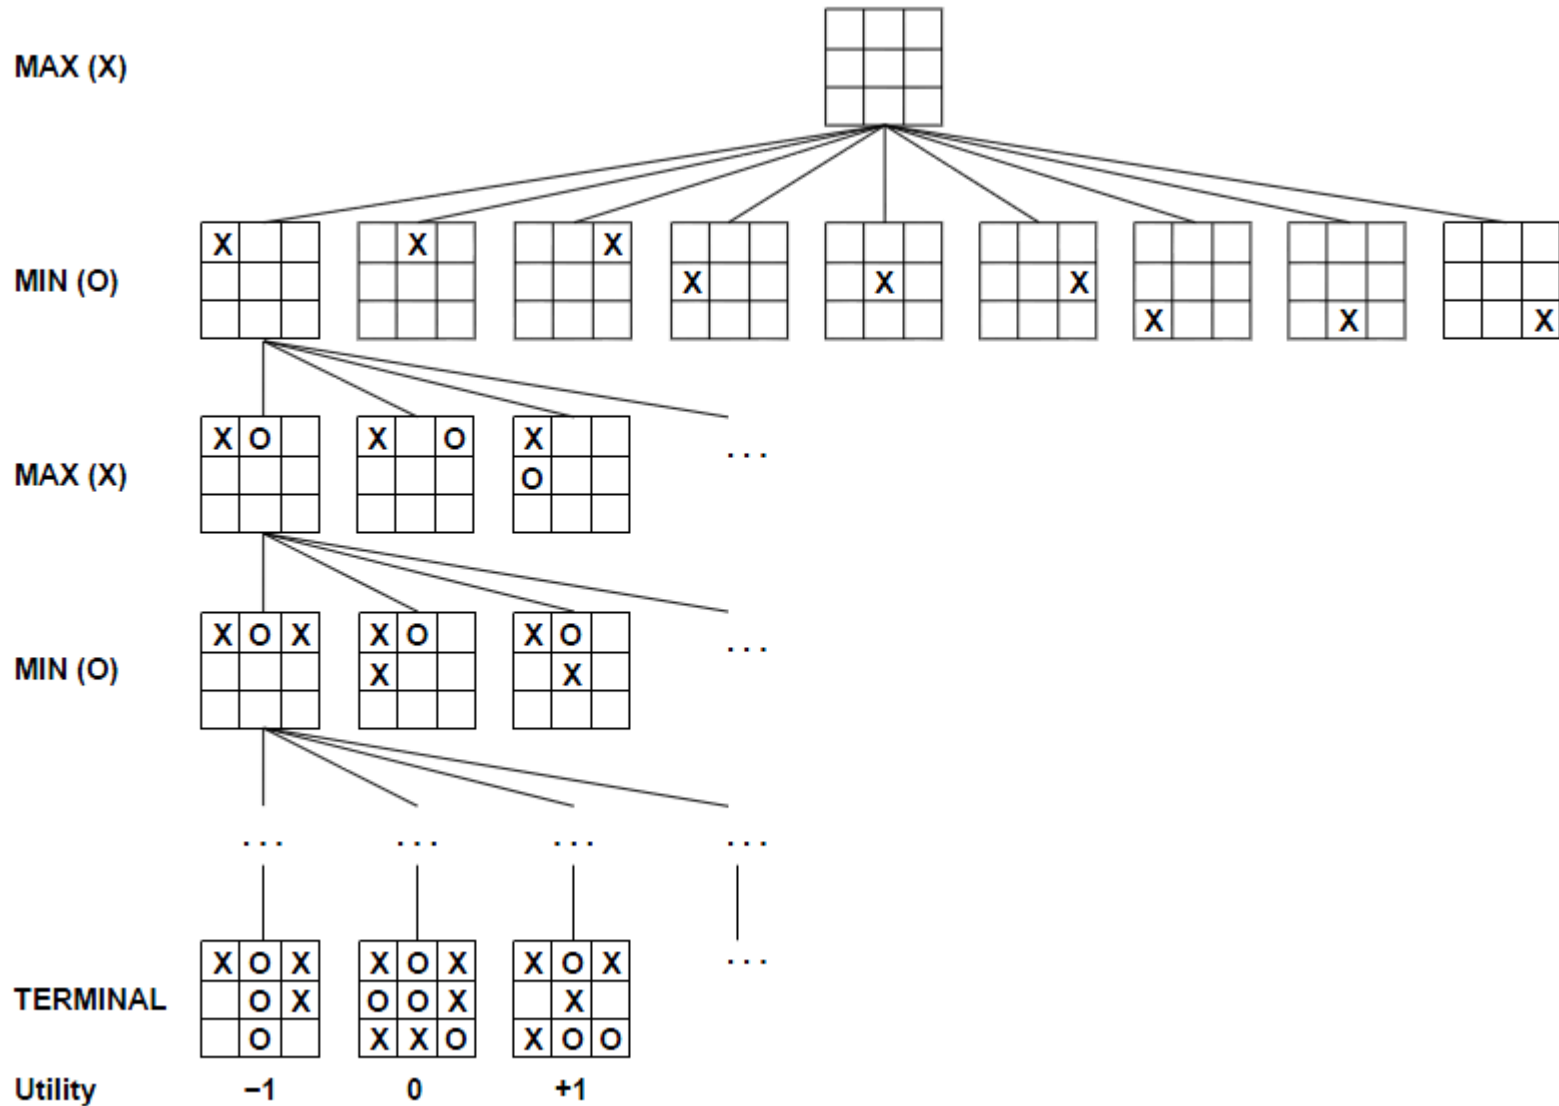 MAX (X)
MIN (O)
X X X X X X X X X
MAX (X)
X O X O X
O
. . .
MIN (O)
X O X X O X O
X X
. . .
. . . . . . . . . . . .
TERMINAL
X O X X O X X O X
. . .
O X O O X X
O X X O X O O
Utility −1 0 +1